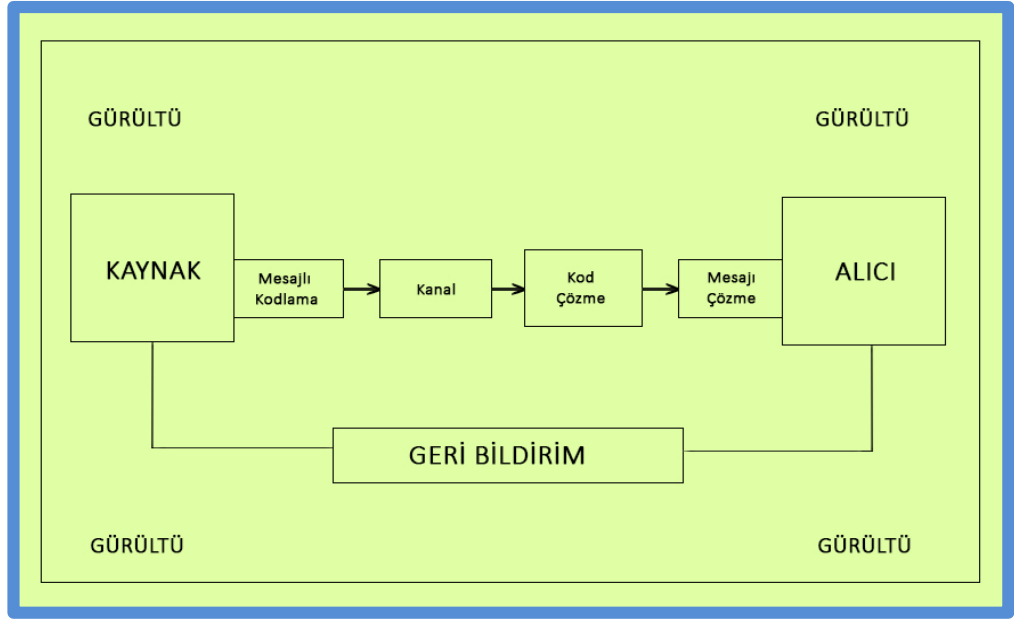 GÜRÜLTÜ
GÜRÜLTÜ
KAYNAK
Mesajlı
Kodlama
Kanal
Kod
Çözme
Mesajı
Çözme
ALICI
GERİ BİLDİRİM
GÜRÜLTÜ
GÜRÜLTÜ